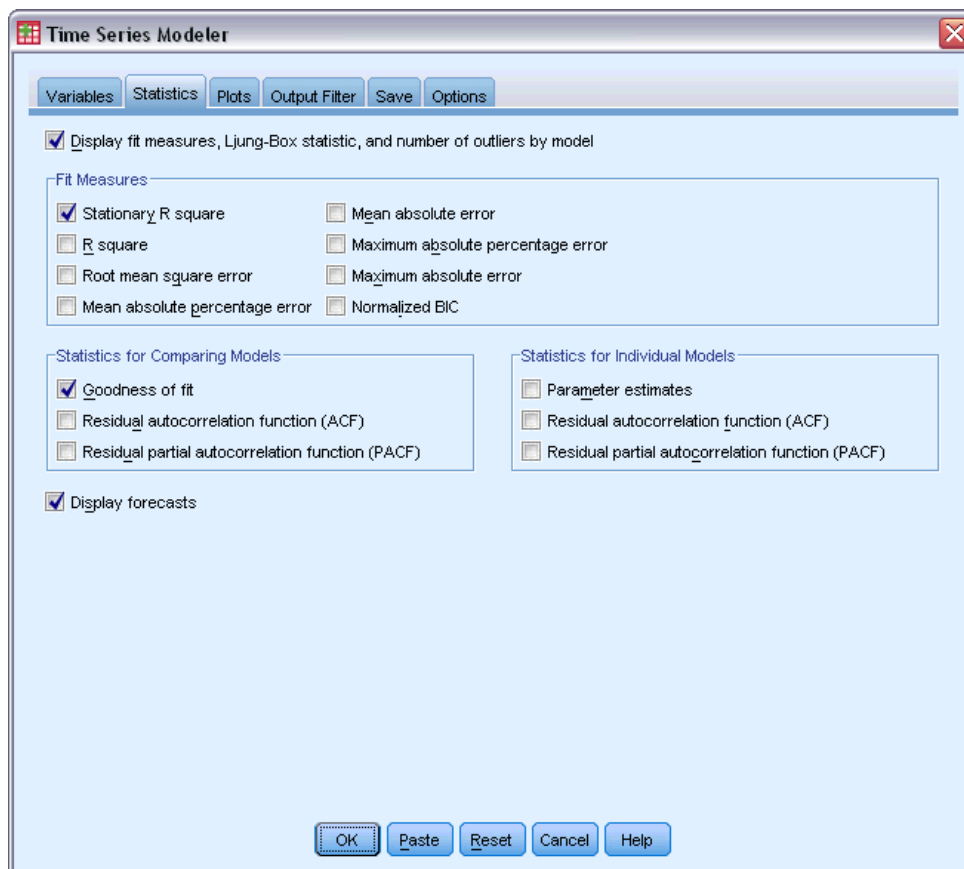 Time Series Modeler
Variables Statistics Plots Output Filter Save Options
Display fit measures, Ljung-Box statistic, and number of outliers by model
Fit Measures
Stationary R square Mean absolute error
R square Maximum absolute percentage error
Root mean square error Maximum absolute error
Mean absolute percentage error Normalized BIC
Statistics for Comparing Models
Goodness of fit
Residual autocorrelation function (ACF)
Residual partial autocorrelation function (PACF)
Statistics for Individual Models
Parameter estimates
Residual autocorrelation function (ACF)
Residual partial autocorrelation function (PACF)
Display forecasts
OK Paste Reset Cancel Help